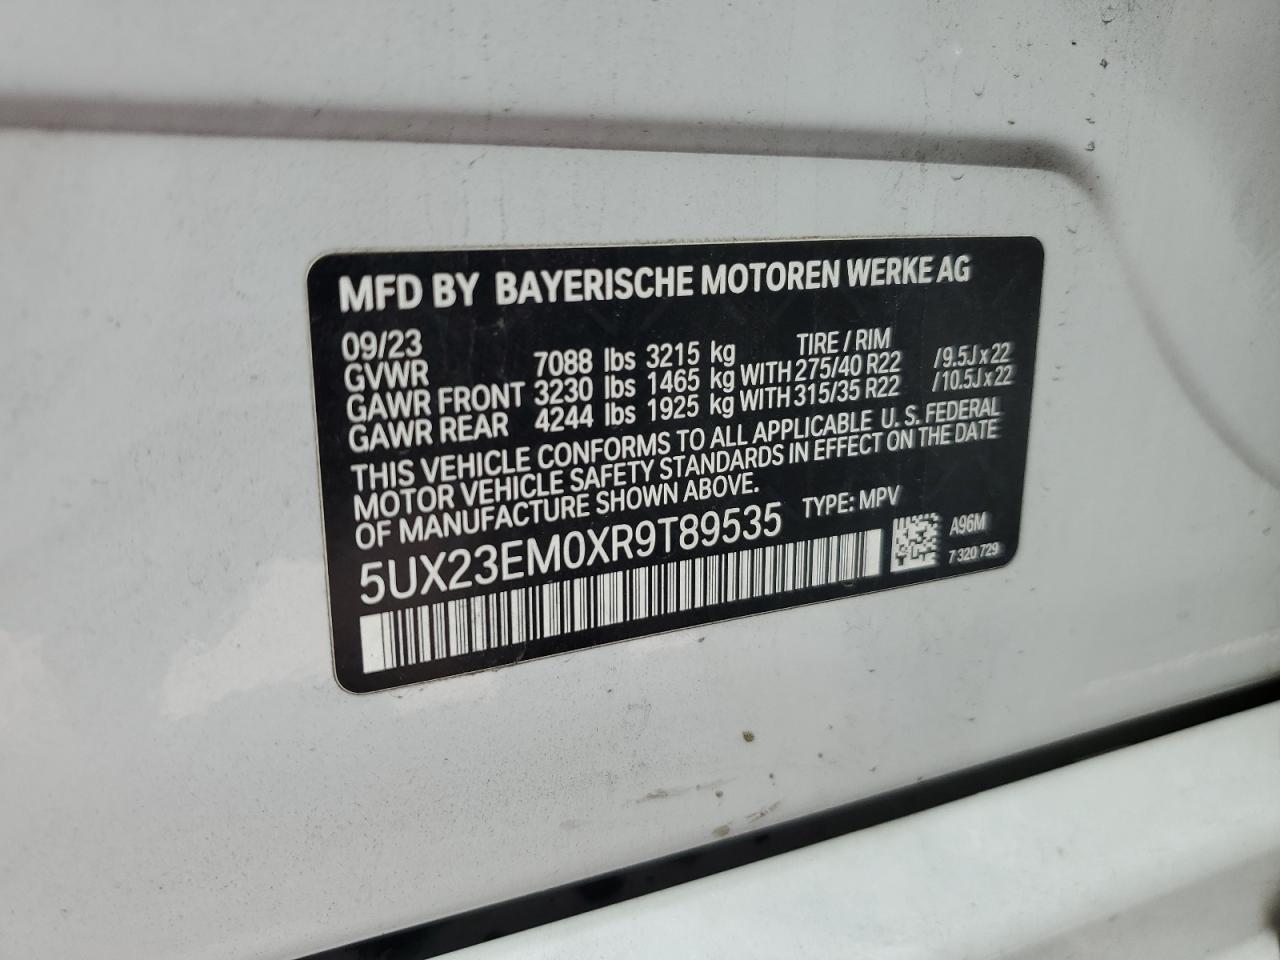 MFD BY BAYERISCHE MOTOREN WERKE AG
09/23 TIRE / RIM
GVWR 7088 lbs 3215 kg
GAWR FRONT 3230 lbs 1465 kg WITH 275/40 R22 /9.5J x 22
GAWR REAR 4244 lbs 1925 kg WITH 315/35 R22 /10.5J x 22
THIS VEHICLE CONFORMS TO ALL APPLICABLE U. S. FEDERAL
MOTOR VEHICLE SAFETY STANDARDS IN EFFECT ON THE DATE
OF MANUFACTURE SHOWN ABOVE.
5UX23EM0XR9T89535 TYPE: MPV
A96M
7 320 729